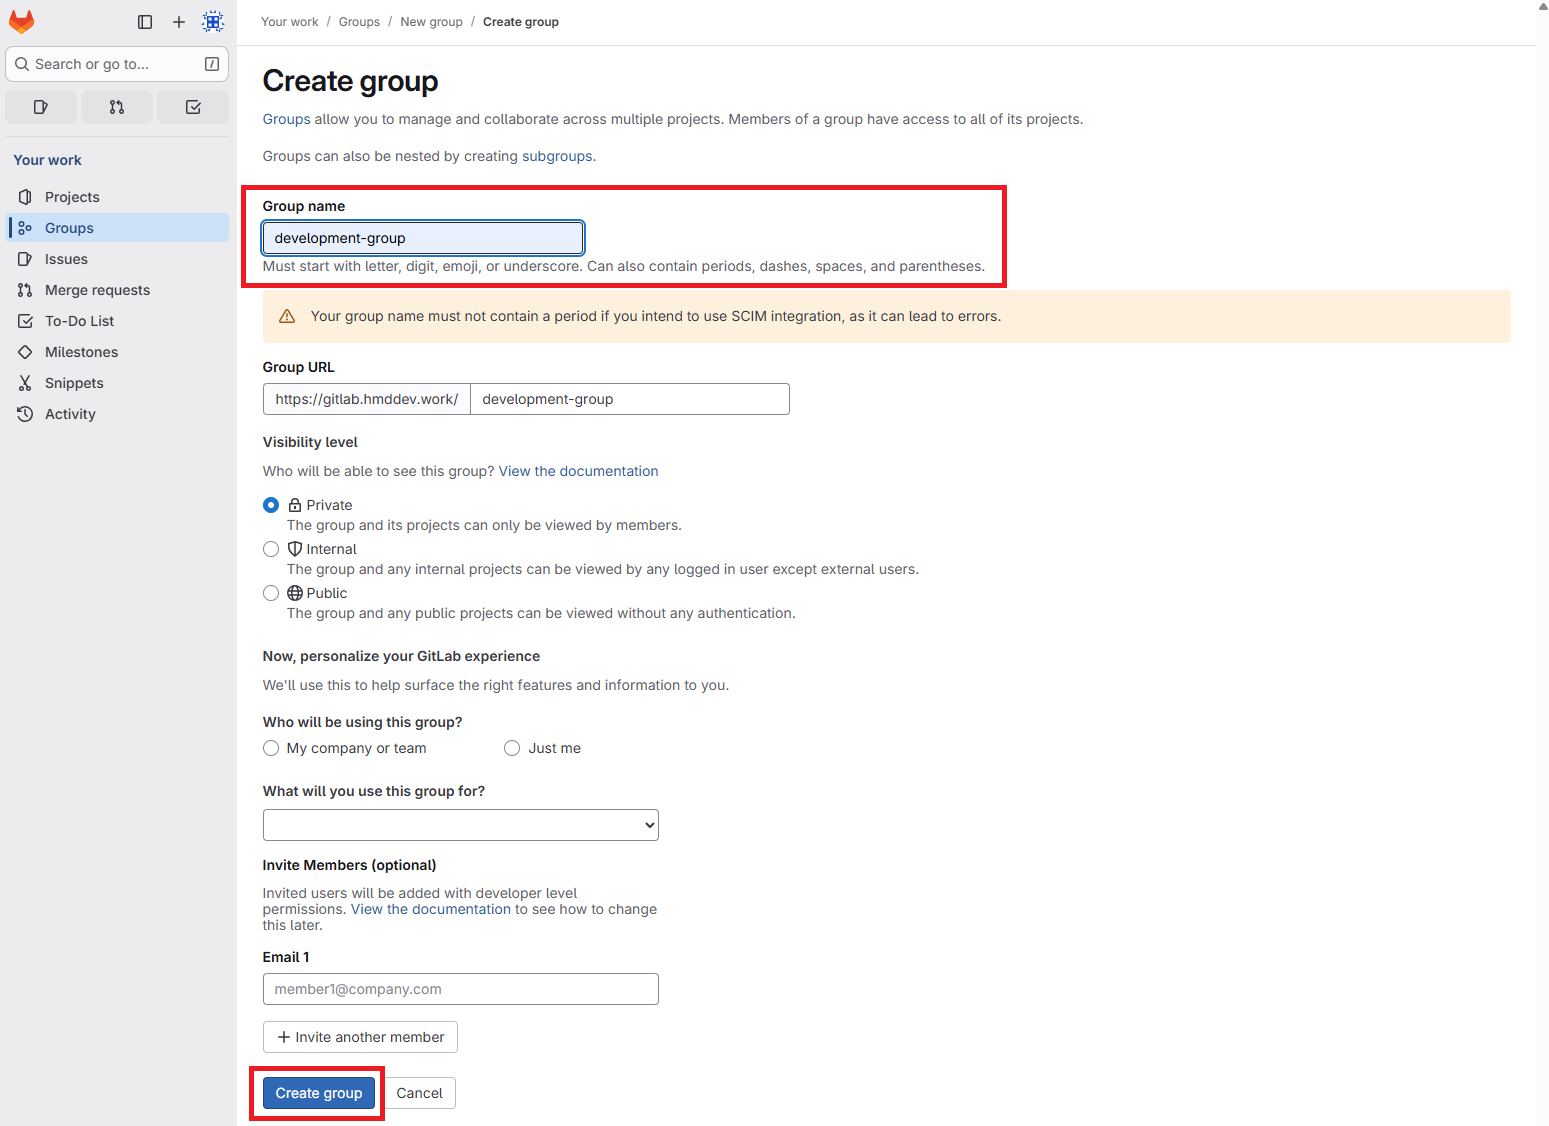 Your work / Groups / New group / Create group
Search or go to... /
Your work
Projects
Groups
Issues
Merge requests
To-Do List
Milestones
Snippets
Activity
Create group
Groups allow you to manage and collaborate across multiple projects. Members of a group have access to all of its projects.
Groups can also be nested by creating subgroups.
Group name
development-group
Must start with letter, digit, emoji, or underscore. Can also contain periods, dashes, spaces, and parentheses.
Your group name must not contain a period if you intend to use SCIM integration, as it can lead to errors.
Group URL
https://gitlab.hmddev.work/ development-group
Visibility level
Who will be able to see this group? View the documentation
Private
The group and its projects can only be viewed by members.
Internal
The group and any internal projects can be viewed by any logged in user except external users.
Public
The group and any public projects can be viewed without any authentication.
Now, personalize your GitLab experience
We'll use this to help surface the right features and information to you.
Who will be using this group?
My company or team Just me
What will you use this group for?
Invite Members (optional)
Invited users will be added with developer level
permissions. View the documentation to see how to change
this later.
Email 1
member1@company.com
+ Invite another member
Create group Cancel